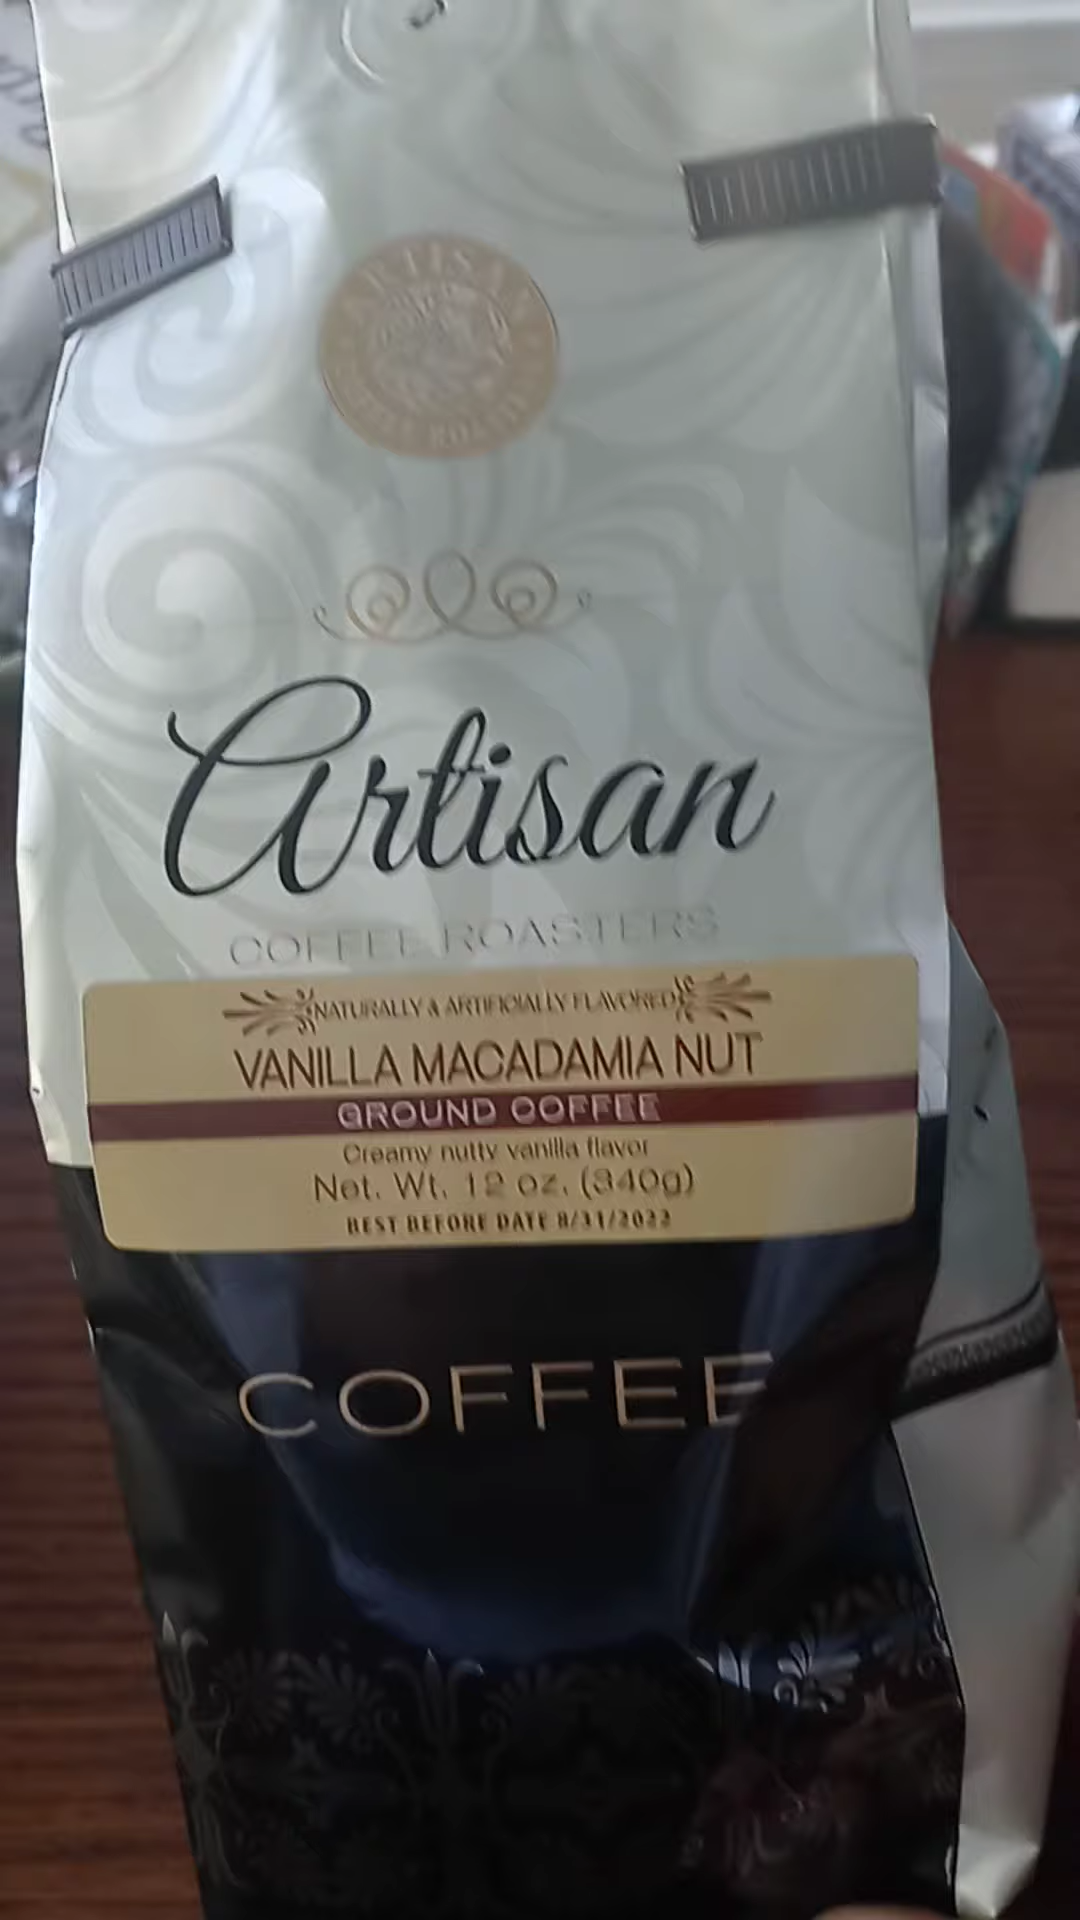 ARTISAN
Artisan
COFFEE ROASTERS
NATURALLY & ARTIFICIALLY FLAVORED
VANILLA MACADAMIA NUT
GROUND COFFEE
Creamy nutty vanilla flavor
Net. Wt. 12 oz. (340g)
BEST BEFORE DATE 8/31/2022
COFFEE